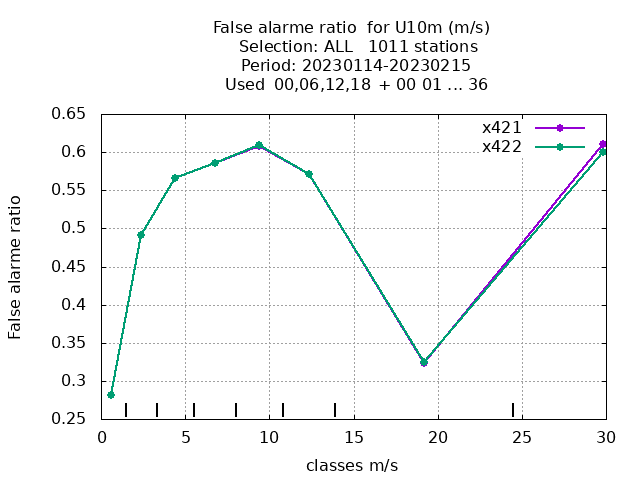 False alarme ratio  for U10m (m/s)
Selection: ALL   1011 stations
Period: 20230114-20230215
Used  00,06,12,18  + 00 01 ... 36
0.65
0.6
0.55
0.5
0.45
0.4
0.35
0.3
0.25
x421
x422
False alarme ratio
0 5 10 15 20 25 30
classes m/s